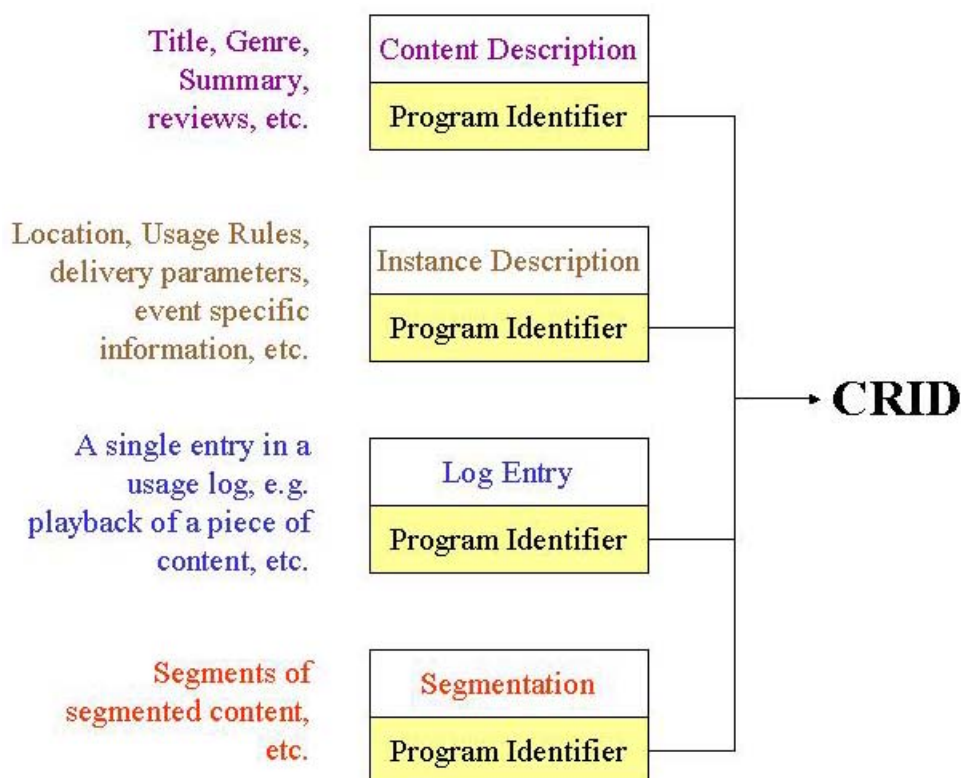 Title, Genre,
Summary,
reviews, etc.
Content Description
Program Identifier
Location, Usage Rules,
delivery parameters,
event specific
information, etc.
Instance Description
Program Identifier
CRID
A single entry in a
usage log, e.g.
playback of a piece of
content, etc.
Log Entry
Program Identifier
Segments of
segmented content,
etc.
Segmentation
Program Identifier